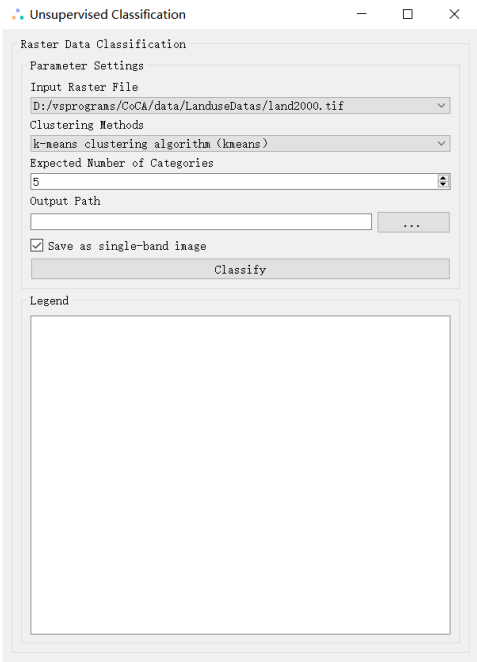 Unsupervised Classification
Raster Data Classification
Parameter Settings
Input Raster File
D:/vsprograms/CoCA/data/LanduseDatas/land2000.tif
Clustering Methods
k-means clustering algorithm（kmeans）
Expected Number of Categories
5
Output Path
...
Save as single-band image
Classify
Legend